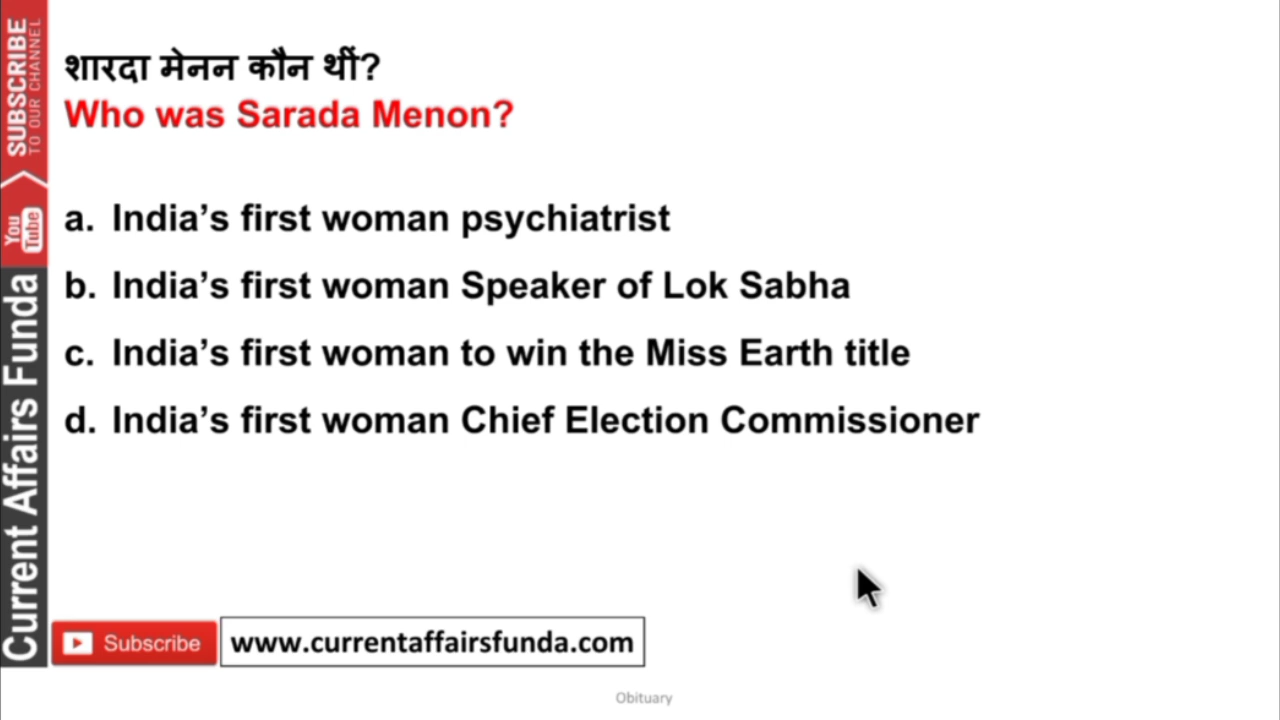 शारदा मेनन कौन थीं?
Who was Sarada Menon?
a. India’s first woman psychiatrist
b. India’s first woman Speaker of Lok Sabha
c. India’s first woman to win the Miss Earth title
d. India’s first woman Chief Election Commissioner
SUBSCRIBE
TO OUR CHANNEL
You
Tube
Current Affairs Funda
Subscribe
www.currentaffairsfunda.com
Obituary